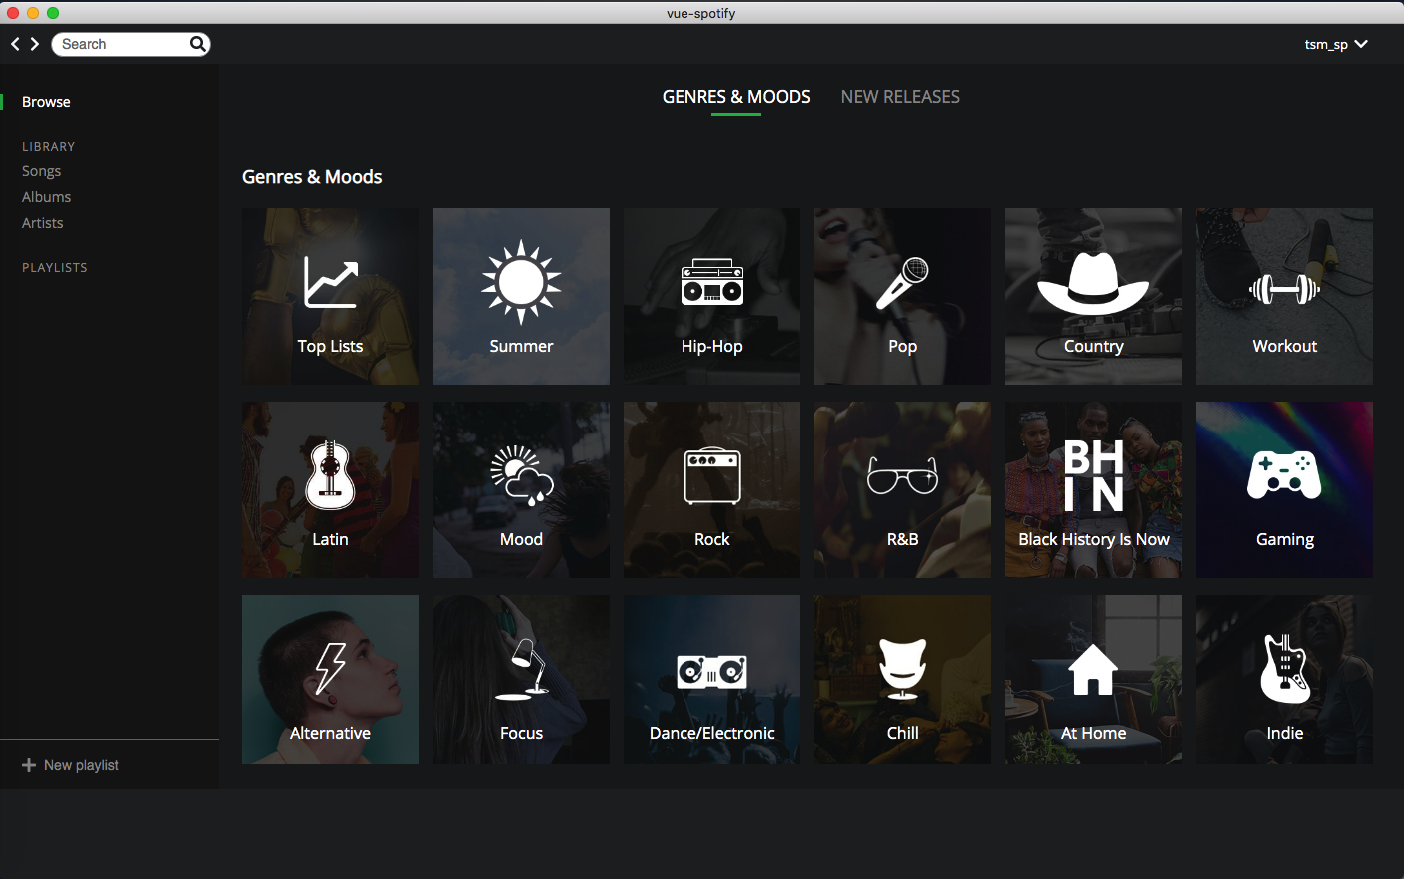 vue-spotify
Search
tsm_sp
Browse
LIBRARY
Songs
Albums
Artists
PLAYLISTS
New playlist
GENRES & MOODS
NEW RELEASES
Genres & Moods
Top Lists
Summer
Hip-Hop
Pop
Country
Workout
Latin
Mood
Rock
R&B
BH
IN
Black History Is Now
Gaming
Alternative
Focus
Dance/Electronic
Chill
At Home
Indie